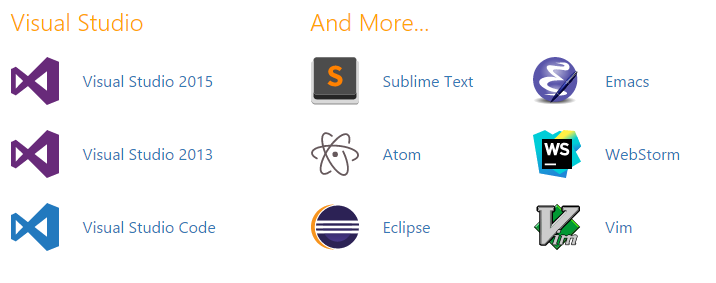 Visual Studio
Visual Studio 2015
Visual Studio 2013
Visual Studio Code
And More...
S
Sublime Text
Atom
Eclipse
Emacs
WS
WebStorm
Vim
Vim